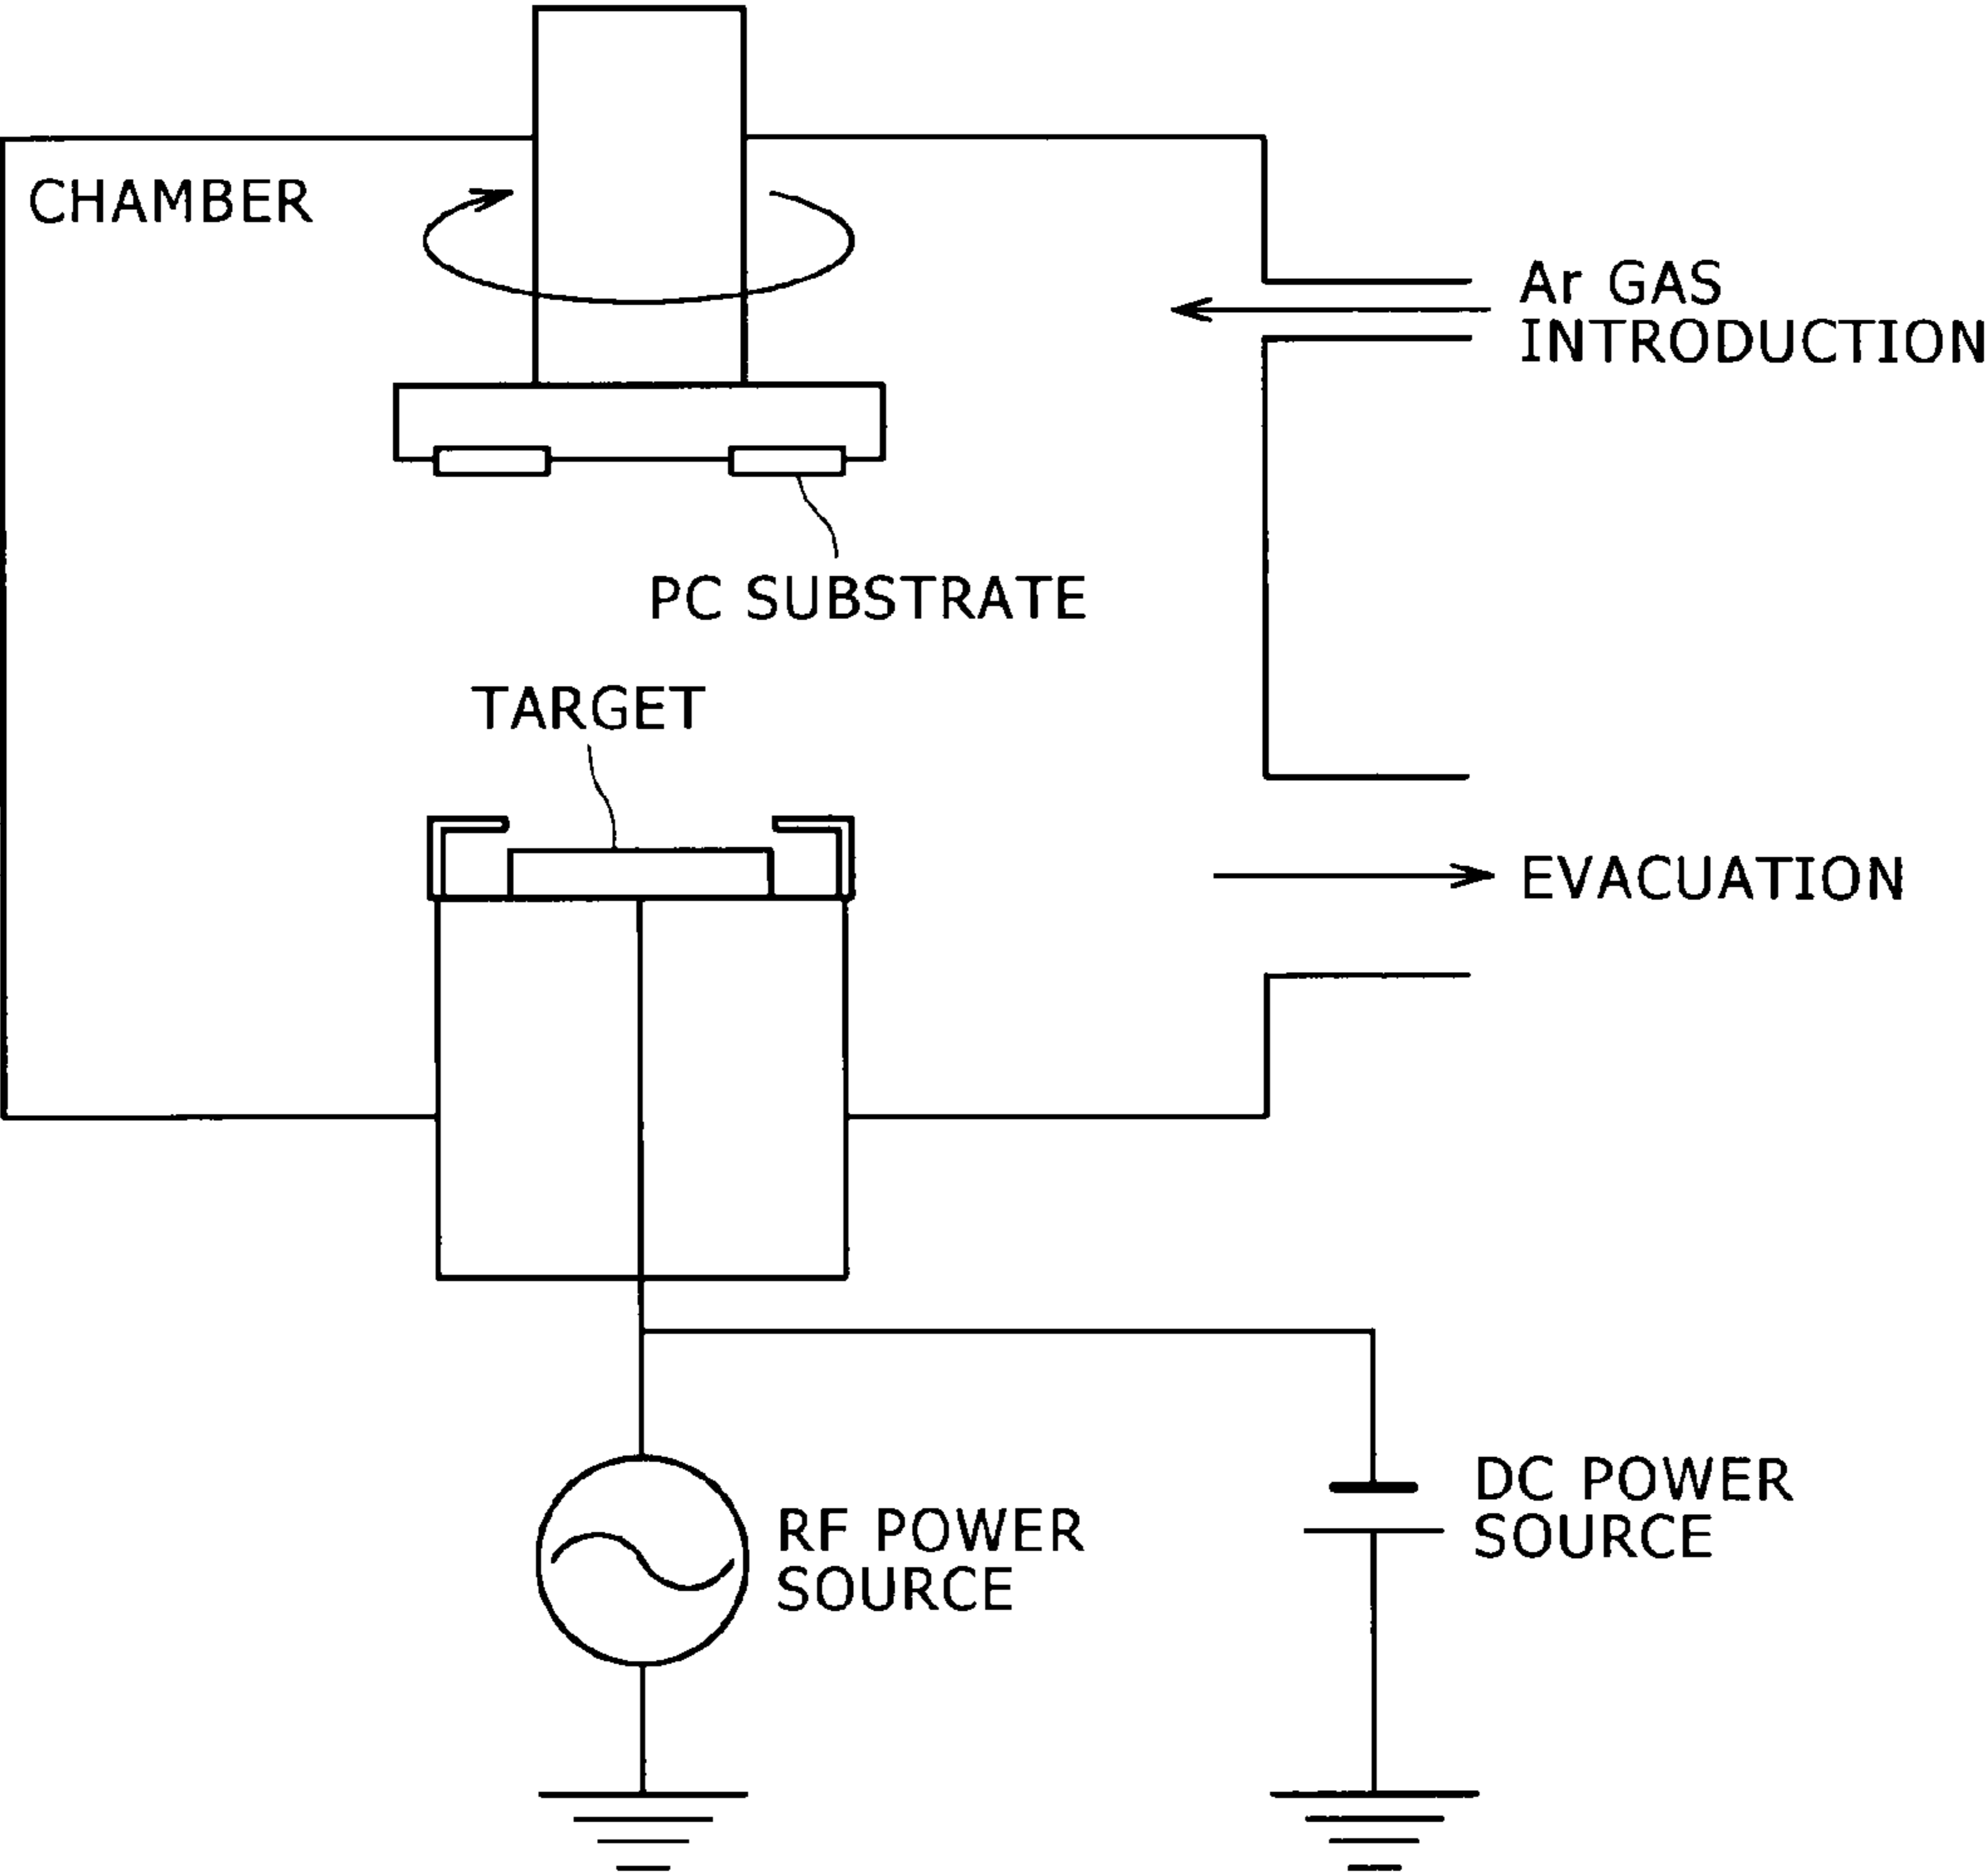 CHAMBER
Ar GAS
INTRODUCTION
PC SUBSTRATE
TARGET
EVACUATION
DC POWER
SOURCE
RF POWER
SOURCE